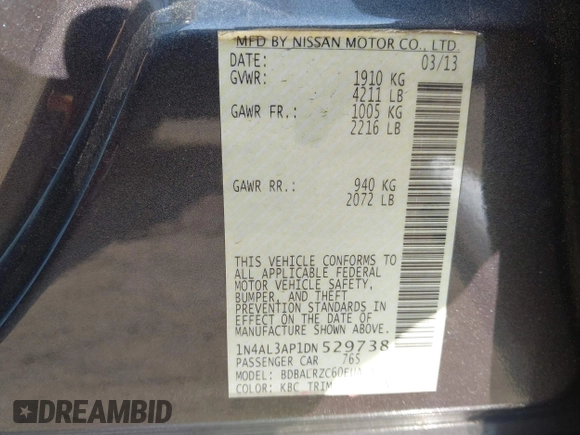 MFD BY NISSAN MOTOR CO., LTD.
DATE: 03/13
GVWR: 1910 KG
4211 LB
GAWR FR.: 1005 KG
2216 LB
GAWR RR.: 940 KG
2072 LB
THIS VEHICLE CONFORMS TO
ALL APPLICABLE FEDERAL
MOTOR VEHICLE SAFETY,
BUMPER, AND THEFT
PREVENTION STANDARDS IN
EFFECT ON THE DATE OF
MANUFACTURE SHOWN ABOVE.
1N4AL3AP1DN 529738
PASSENGER CAR 765
MODEL:
COLOR: KBC TRIM
DREAMBID